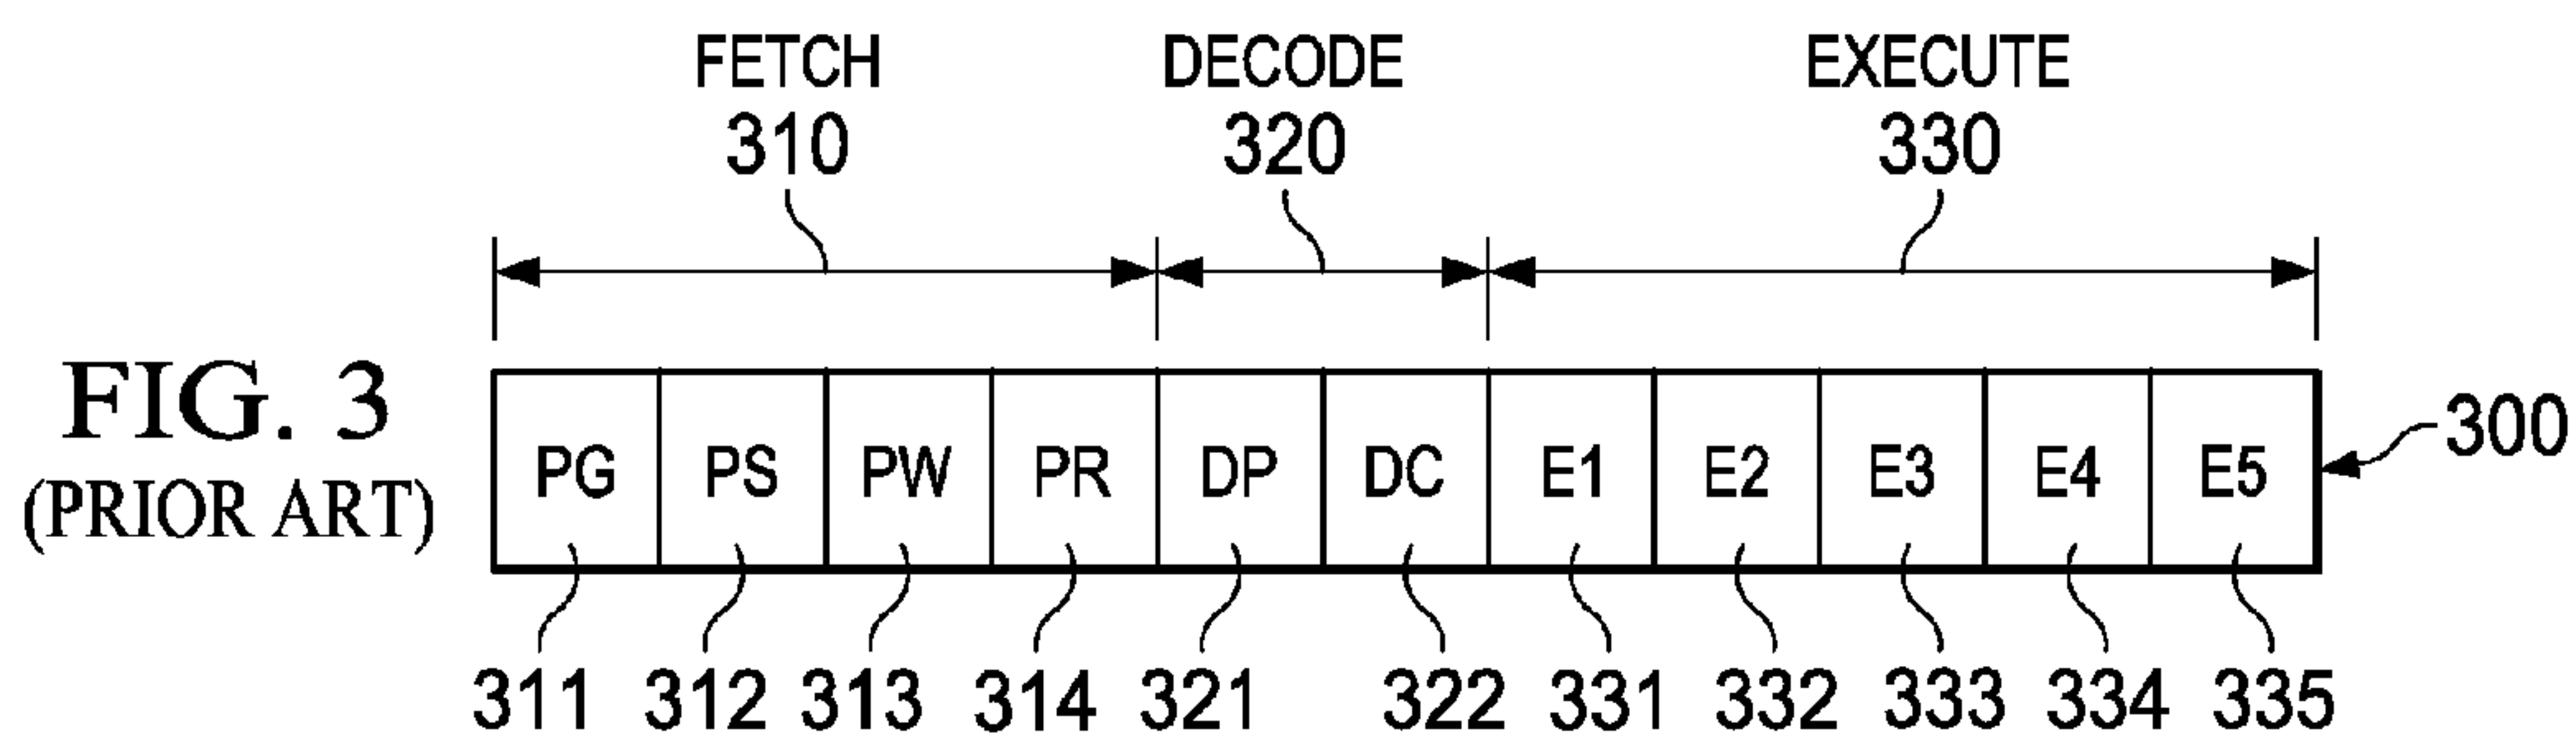 FETCH DECODE EXECUTE
310 320 330
FIG. 3
(PRIOR ART)
PG PS PW PR DP DC E1 E2 E3 E4 E5
300
311 312 313 314 321 322 331 332 333 334 335